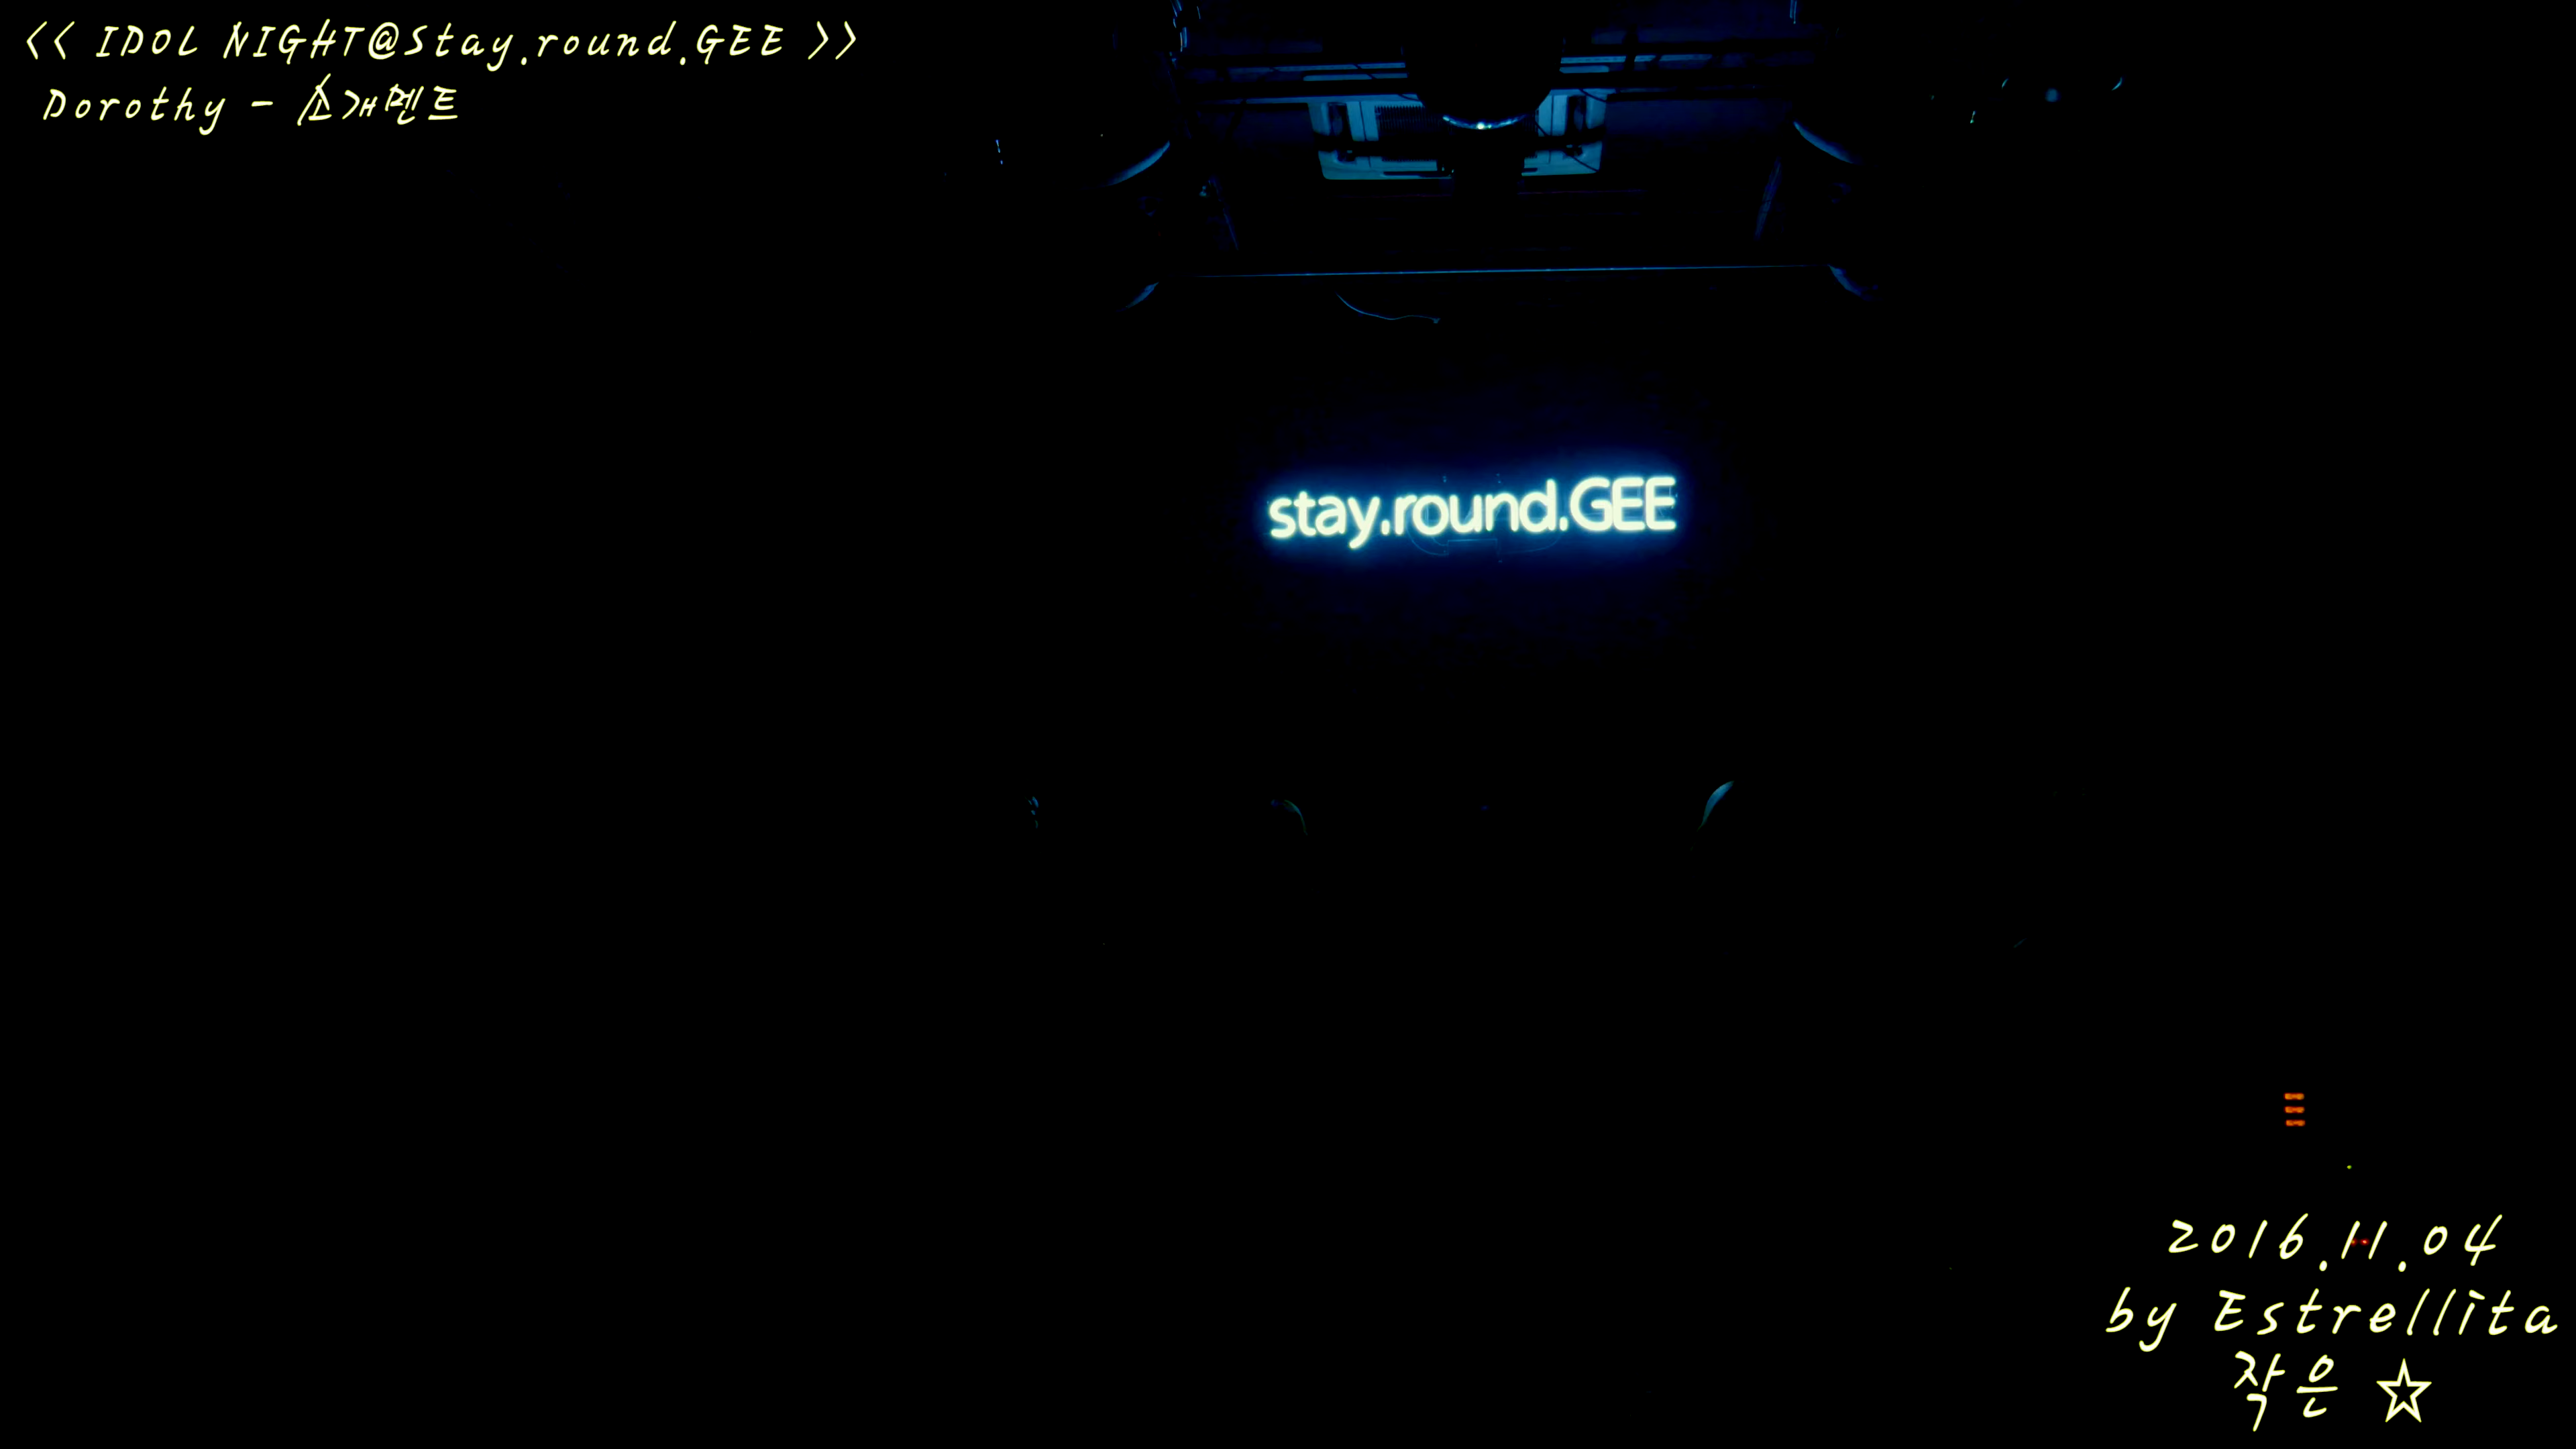 << IDOL NIGHT@Stay.round.GEE >>
Dorothy - 소개멘트
stay.round.GEE
2016.11.04
by Estrellita
작은 ☆